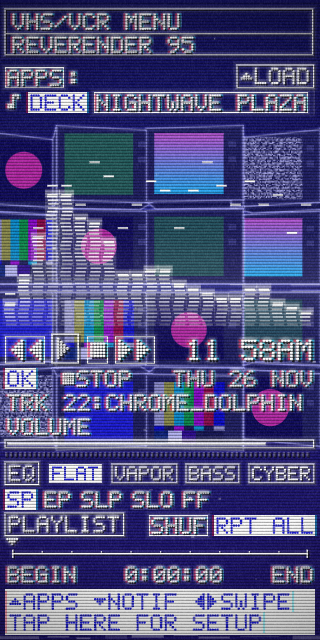 VHS/VCR MENU
REVERENDER 95
APPS:
LOAD
DECK NIGHTWAVE PLAZA
11 58AM
OK STOP THU 26 NOV
TRK 22:CHROME DOLPHIN
VOLUME
EQ FLAT VAPOR BASS CYBER
SP EP SLP SLO FF
PLAYLIST SHUF RPT ALL
BEGIN 0:00:00 END
APPS NOTIF SWIPE
TAP HERE FOR SETUP